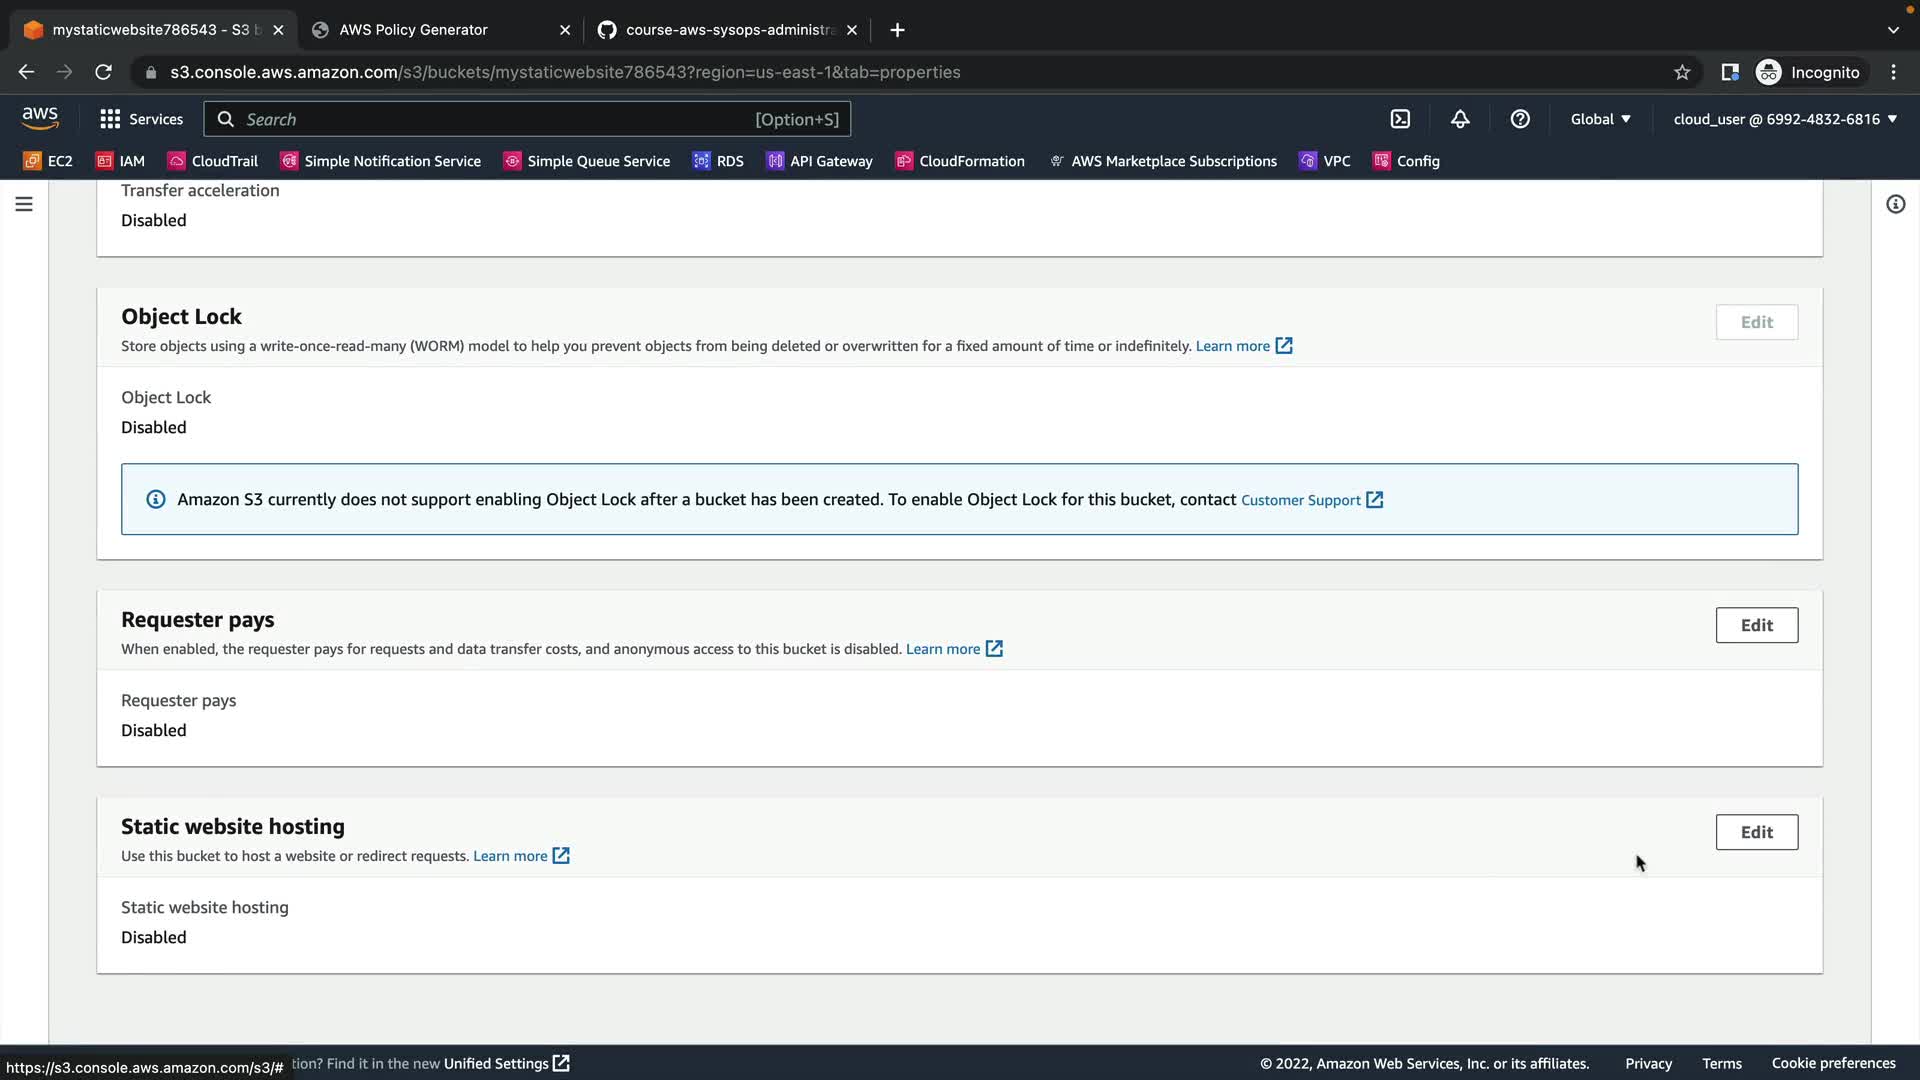 mystaticwebsite786543 - S3 b
AWS Policy Generator
course-aws-sysops-administra
s3.console.aws.amazon.com/s3/buckets/mystaticwebsite786543?region=us-east-1&tab=properties
Incognito
aws
Services
Search
[Option+S]
Global
cloud_user @ 6992-4832-6816
EC2
IAM
CloudTrail
Simple Notification Service
Simple Queue Service
RDS
API Gateway
CloudFormation
AWS Marketplace Subscriptions
VPC
Config
Transfer acceleration
Disabled
Object Lock
Edit
Store objects using a write-once-read-many (WORM) model to help you prevent objects from being deleted or overwritten for a fixed amount of time or indefinitely. Learn more
Object Lock
Disabled
Amazon S3 currently does not support enabling Object Lock after a bucket has been created. To enable Object Lock for this bucket, contact Customer Support
Requester pays
Edit
When enabled, the requester pays for requests and data transfer costs, and anonymous access to this bucket is disabled. Learn more
Requester pays
Disabled
Static website hosting
Edit
Use this bucket to host a website or redirect requests. Learn more
Static website hosting
Disabled
https://s3.console.aws.amazon.com/s3/#
tion? Find it in the new Unified Settings
© 2022, Amazon Web Services, Inc. or its affiliates.
Privacy
Terms
Cookie preferences